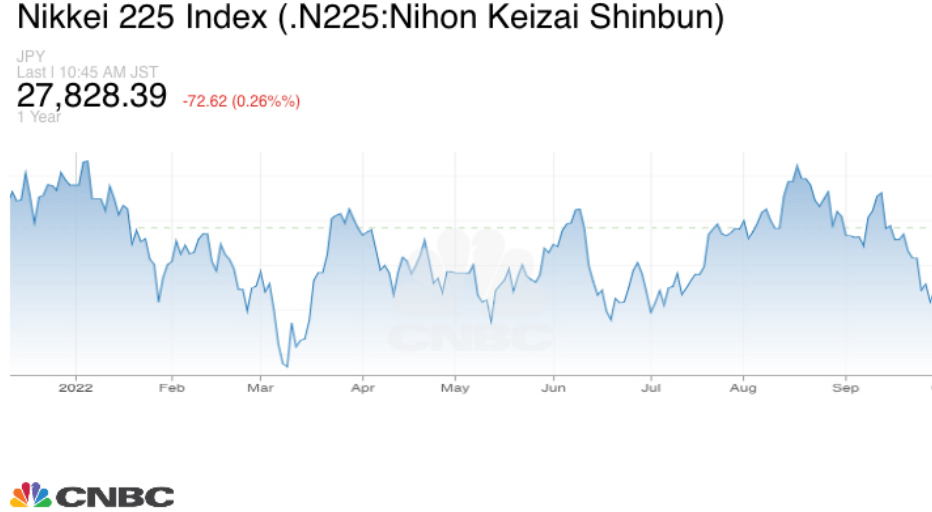 Nikkei 225 Index (.N225:Nihon Keizai Shinbun)
JPY
Last | 10:45 AM JST
27,828.39 -72.62 (0.26%%)
1 Year
CNBC
2022 Feb Mar Apr May Jun Jul Aug Sep
CNBC